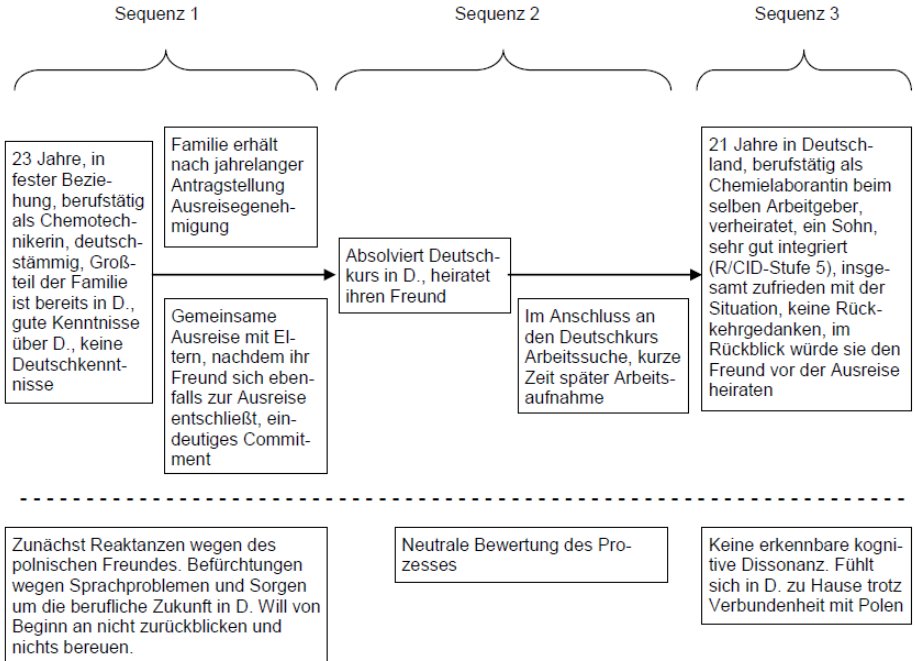 Sequenz 1
Sequenz 2
Sequenz 3
23 Jahre, in
fester Bezie-
hung, berufstätig
als Chemotech-
nikerin, deutsch-
stämmig, Groß-
teil der Familie
ist bereits in D.,
gute Kenntnisse
über D., keine
Deutschkennt-
nisse
Familie erhält
nach jahrelanger
Antragstellung
Ausreisegeneh-
migung
Gemeinsame
Ausreise mit El-
tern, nachdem ihr
Freund sich eben-
falls zur Ausreise
entschließt, ein-
deutiges Commit-
ment
Absolviert Deutsch-
kurs in D., heiratet
ihren Freund
Im Anschluss an
den Deutschkurs
Arbeitssuche, kurze
Zeit später Arbeits-
aufnahme
21 Jahre in Deutsch-
land, berufstätig als
Chemielaborantin beim
selben Arbeitgeber,
verheiratet, ein Sohn,
sehr gut integriert
(R/CID-Stufe 5), insge-
samt zufrieden mit der
Situation, keine Rück-
kehrgedanken, im
Rückblick würde sie den
Freund vor der Ausreise
heiraten
Zunächst Reaktanzen wegen des
polnischen Freundes. Befürchtungen
wegen Sprachproblemen und Sorgen
um die berufliche Zukunft in D. Will von
Beginn an nicht zurückblicken und
nichts bereuen.
Neutrale Bewertung des Pro-
zesses
Keine erkennbare kogni-
tive Dissonanz. Fühlt
sich in D. zu Hause trotz
Verbundenheit mit Polen